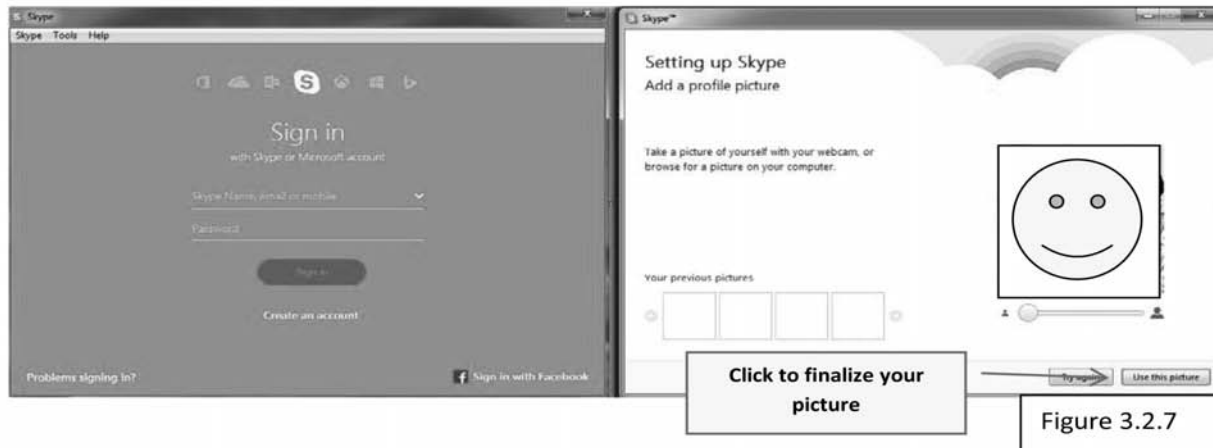 Skype
Skype Tools Help
Sign in
with Skype or Microsoft account
Skype Name, email or mobile
Password
Sign in
Create an account
Problems signing in?
Sign in with Facebook
Skype™
Setting up Skype
Add a profile picture
Take a picture of yourself with your webcam, or
browse for a picture on your computer.
Your previous pictures
Click to finalize your
picture
Try again
Use this picture
Figure 3.2.7